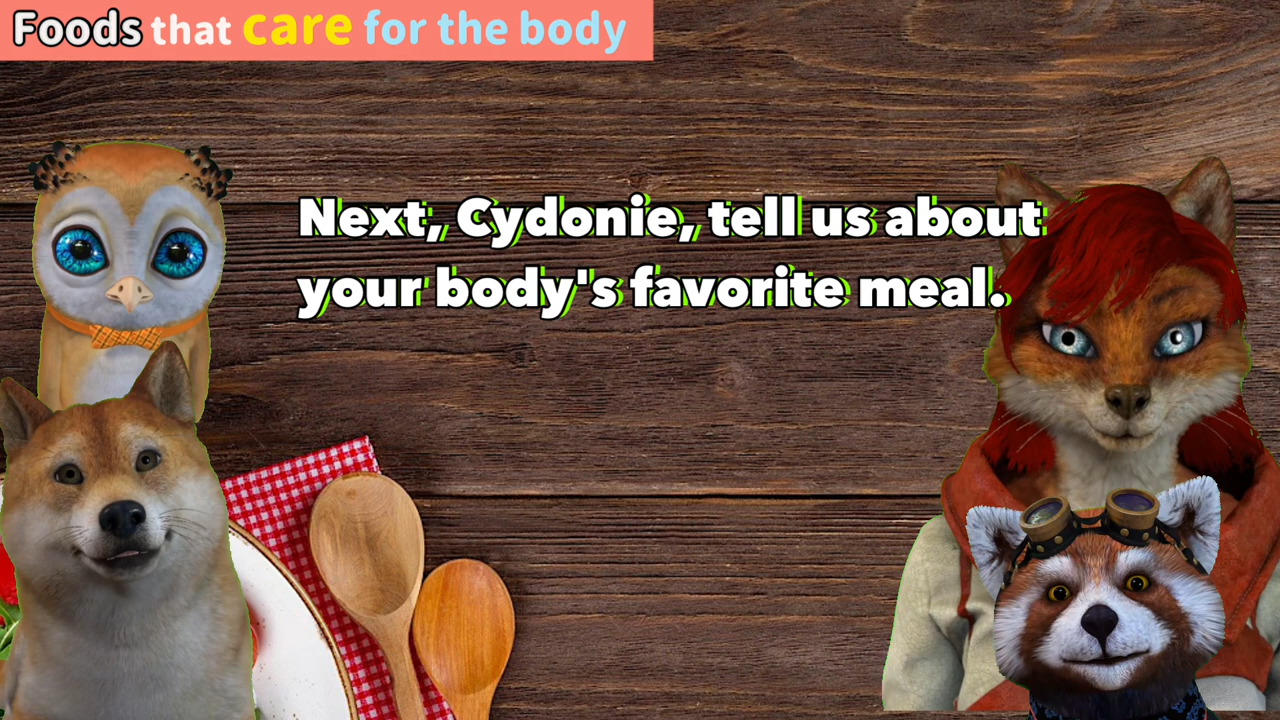 Foods that care for the body
Next, Cydonie, tell us about
your body's favorite meal.